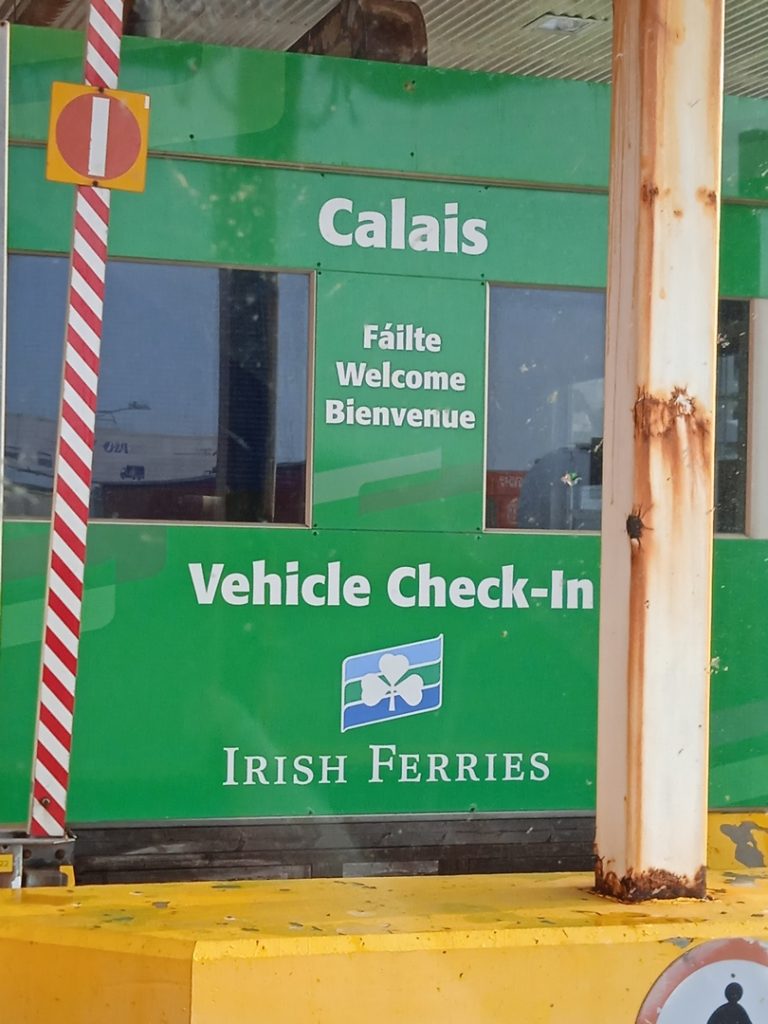 Calais
Fáilte
Welcome
Bienvenue
Vehicle Check-In
IRISH FERRIES